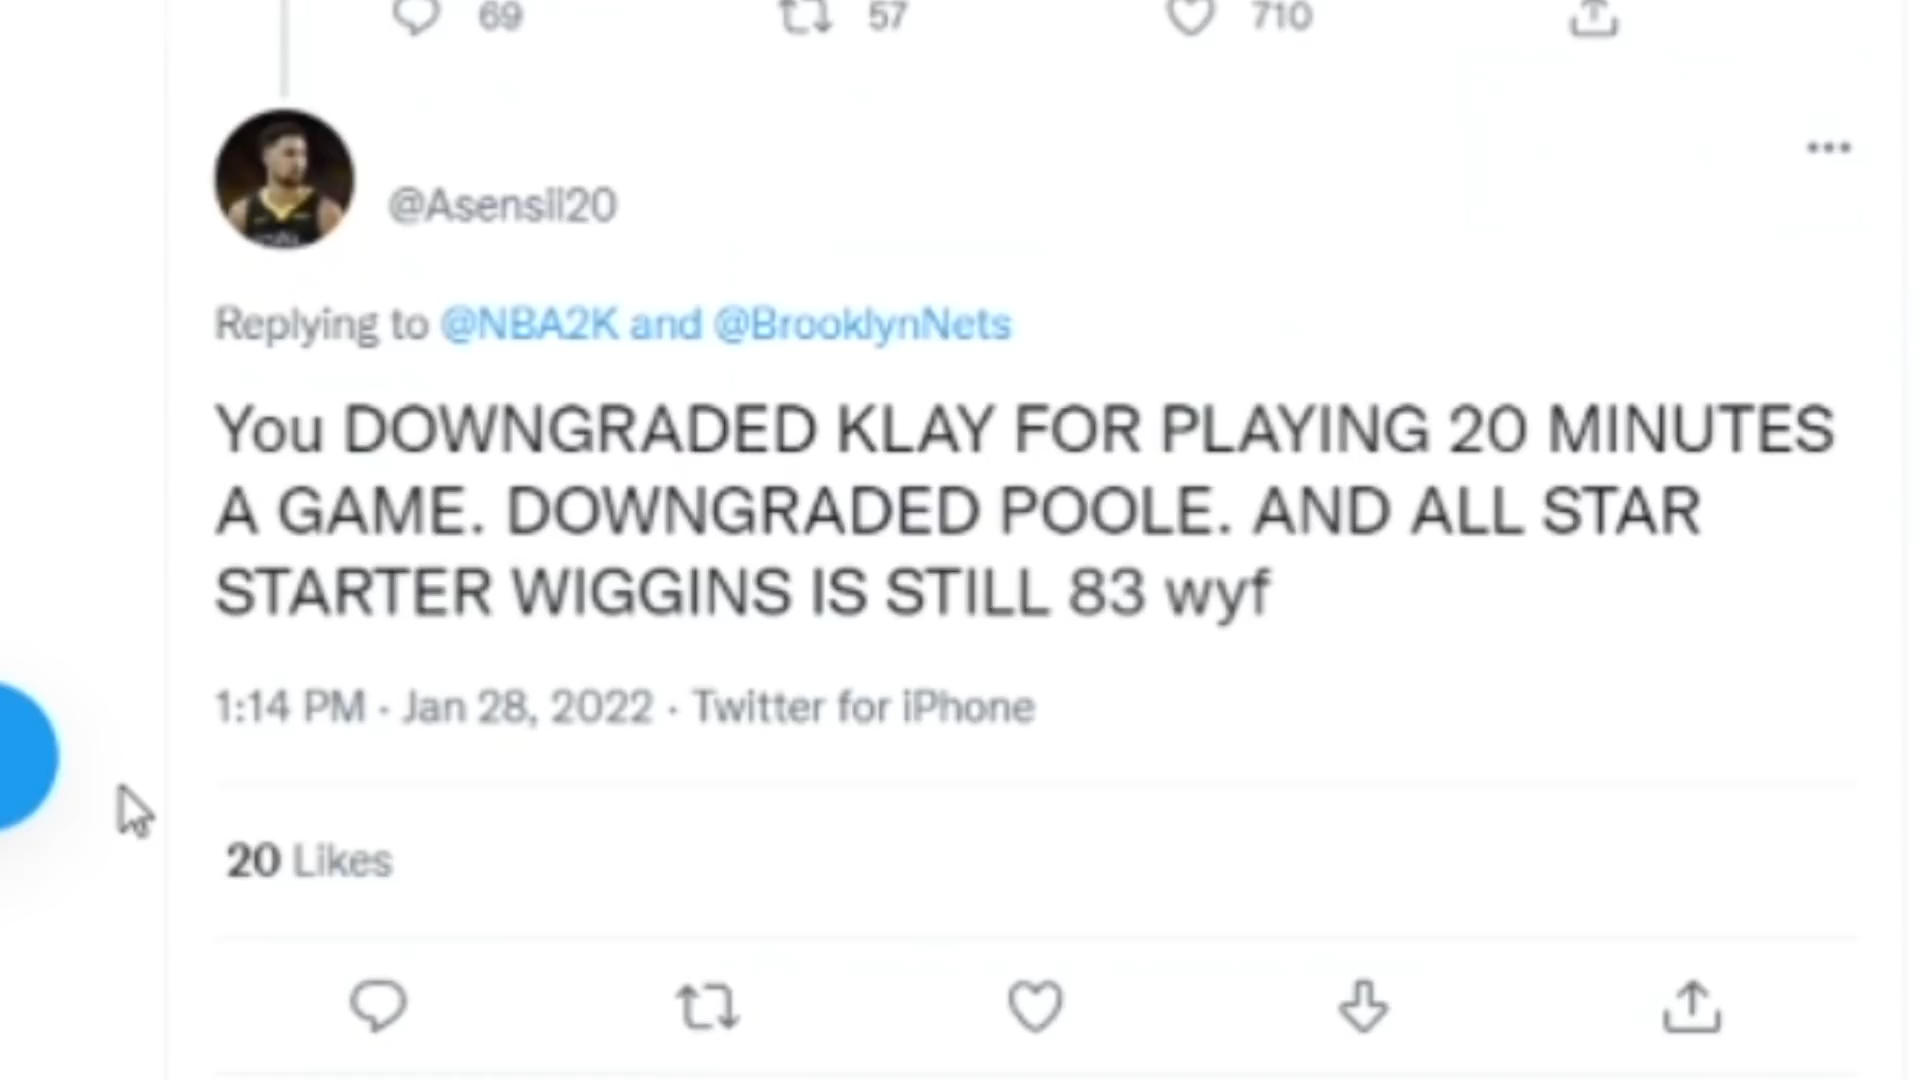 69 57 710
@Asensii20
Replying to @NBA2K and @BrooklynNets
You DOWNGRADED KLAY FOR PLAYING 20 MINUTES
A GAME. DOWNGRADED POOLE. AND ALL STAR
STARTER WIGGINS IS STILL 83 wyf
1:14 PM · Jan 28, 2022 · Twitter for iPhone
20 Likes